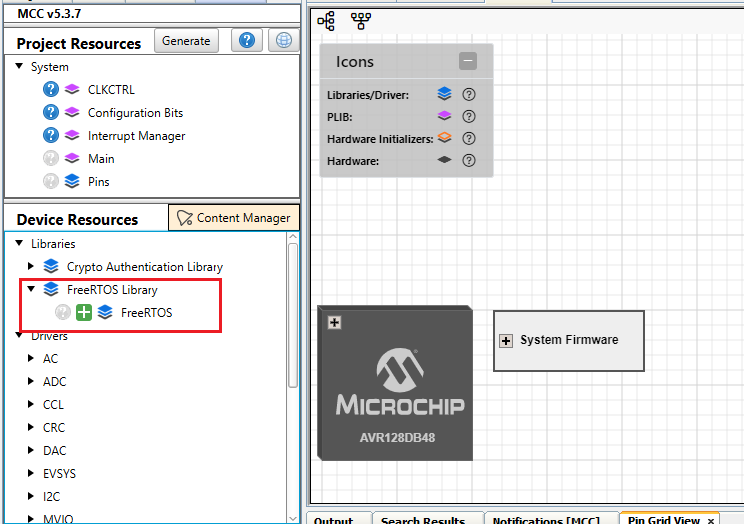 MCC v5.3.7
Project Resources
Generate
?
System
? CLKCTRL
? Configuration Bits
? Interrupt Manager
? Main
? Pins
Device Resources
Content Manager
Libraries
Crypto Authentication Library
FreeRTOS Library
? FreeRTOS
Drivers
AC
ADC
CCL
CRC
DAC
EVSYS
I2C
MVIO
Icons
Libraries/Driver: ?
PLIB: ?
Hardware Initializers: ?
Hardware: ?
MICROCHIP
AVR128DB48
System Firmware
Output
Search Results
Notifications [MCC]
Pin Grid View ×